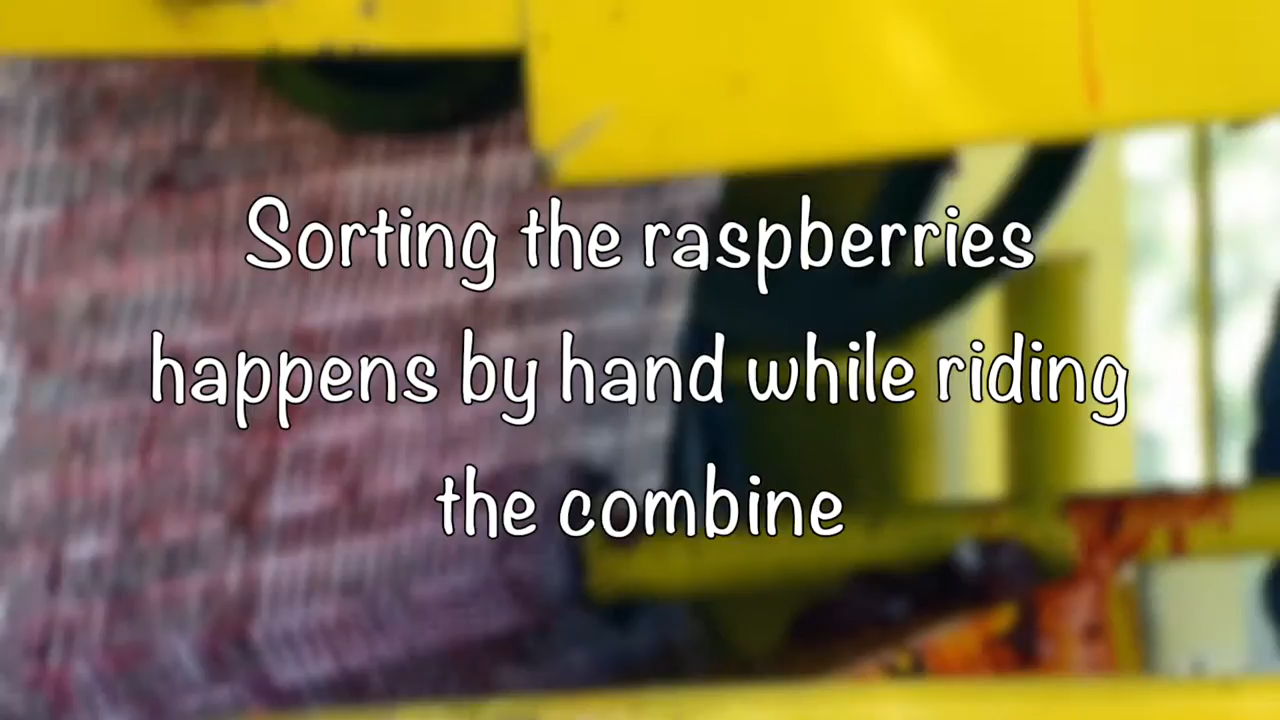 Sorting the raspberries
happens by hand while riding
the combine